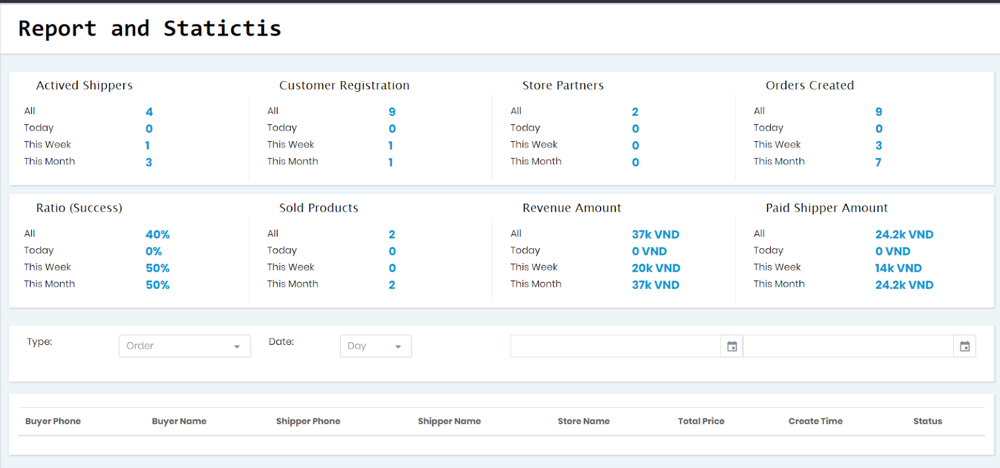 Report and Statictis
Actived Shippers
All 4
Today 0
This Week 1
This Month 3
Customer Registration
All 9
Today 0
This Week 1
This Month 1
Store Partners
All 2
Today 0
This Week 0
This Month 0
Orders Created
All 9
Today 0
This Week 3
This Month 7
Ratio (Success)
All 40%
Today 0%
This Week 50%
This Month 50%
Sold Products
All 2
Today 0
This Week 0
This Month 2
Revenue Amount
All 37k VND
Today 0 VND
This Week 20k VND
This Month 37k VND
Paid Shipper Amount
All 24.2k VND
Today 0 VND
This Week 14k VND
This Month 24.2k VND
Type: Order Date: Day
Buyer Phone Buyer Name Shipper Phone Shipper Name Store Name Total Price Create Time Status